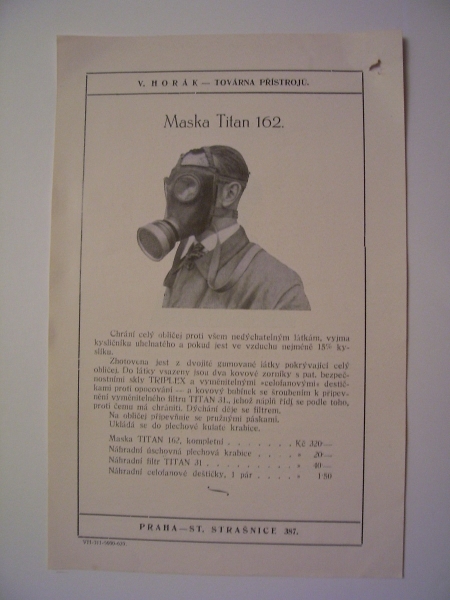 V. HORÁK — TOVÁRNA PŘÍSTROJŮ.
Maska Titan 162.
Chrání celý obličej proti všem nedýchatelným látkám, vyjma
kysličníku uhelnatého a pokud jest ve vzduchu nejméně 15% ky-
slíku.
Zhotovena jest z dvojité gumované látky pokrývající celý
obličej. Do látky vsazeny jsou dva kovové zorníky s pat. bezpeč-
nostními skly TRIPLEX a vyměnitelnými »celofanovými« destič-
kami proti opocování — a kovový bobínek se šroubením k připev-
nění vyměnitelného filtru TITAN 31., jehož náplň řídj se podle toho,
proti čemu má chrániti. Dýchání děje se filtrem.
Na obličej připevňuje se pružnými páskami.
Ukládá se do plechové kulaté krabice.
Maska TITAN 162, kompletní . . . . . . . . Kč 320—
Náhradní úschovná plechová krabice . . . . » 20—
Náhradní filtr TITAN 31 . . . . . . . . . » 40—
Náhradní celofanové destičky, 1 pár . . . . » 1·50
PRAHA—ST. STRAŠNICE 387.